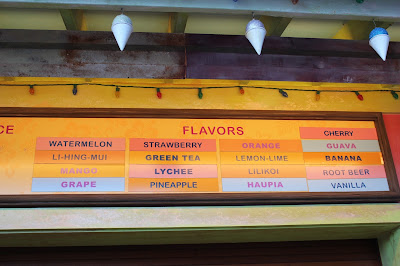 CE
FLAVORS
WATERMELON
LI-HING-MUI
MANGO
GRAPE
STRAWBERRY
GREEN TEA
LYCHEE
PINEAPPLE
ORANGE
LEMON-LIME
LILIKOI
HAUPIA
CHERRY
GUAVA
BANANA
ROOT BEER
VANILLA